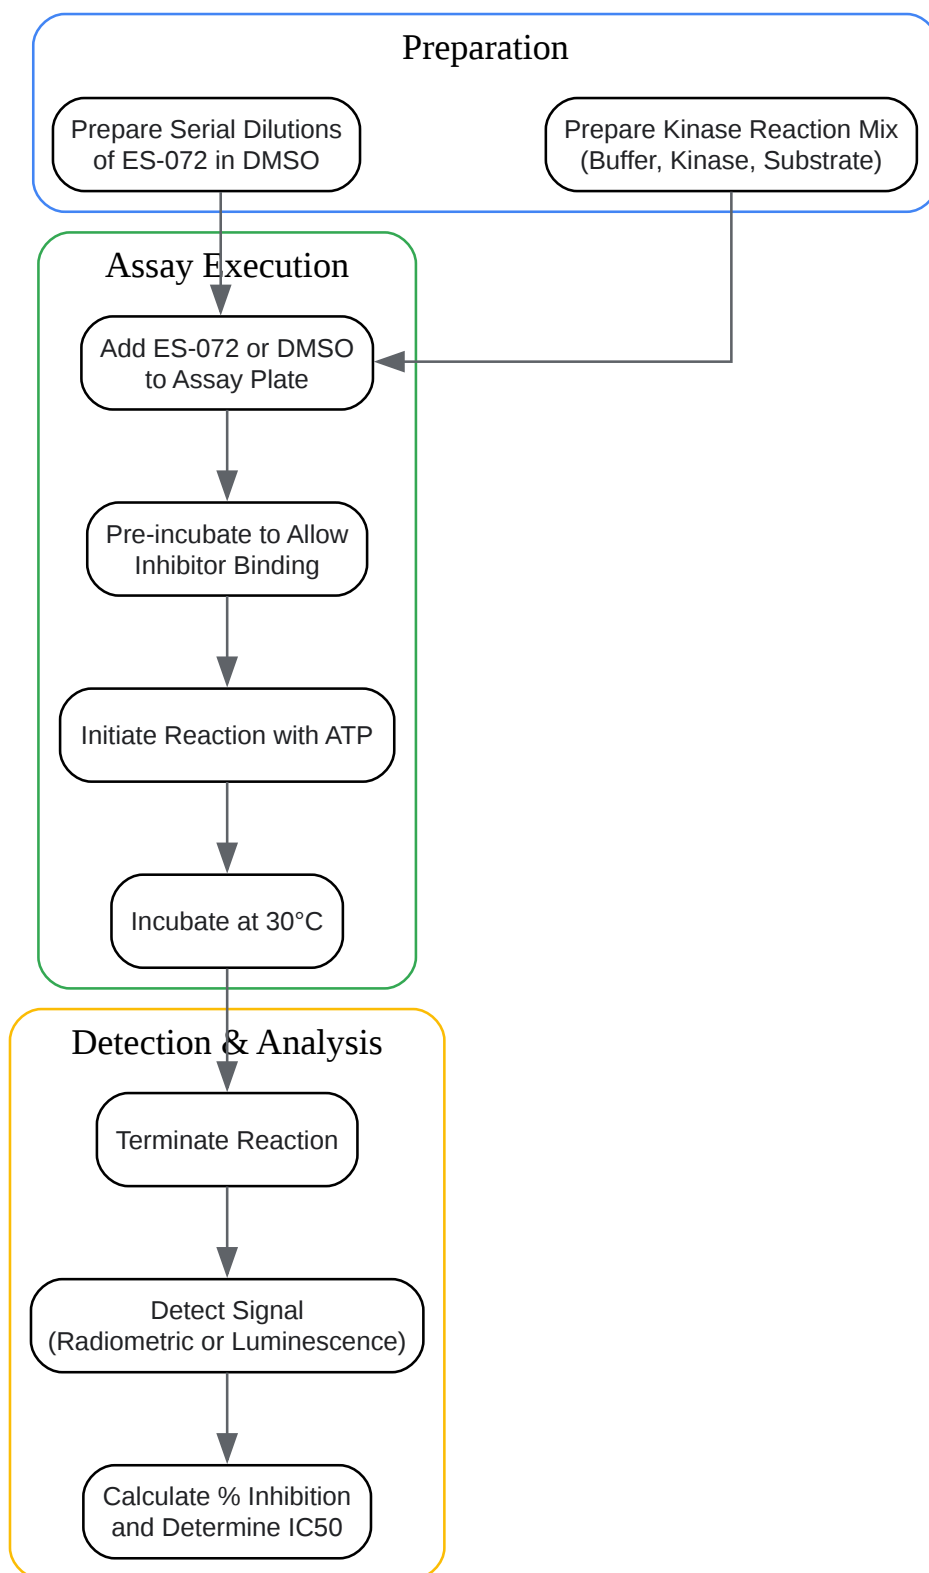 Preparation
Prepare Serial Dilutions
of ES-072 in DMSO
Prepare Kinase Reaction Mix
(Buffer, Kinase, Substrate)
Assay Execution
Add ES-072 or DMSO
to Assay Plate
Pre-incubate to Allow
Inhibitor Binding
Initiate Reaction with ATP
Incubate at 30°C
Detection & Analysis
Terminate Reaction
Detect Signal
(Radiometric or Luminescence)
Calculate % Inhibition
and Determine IC50